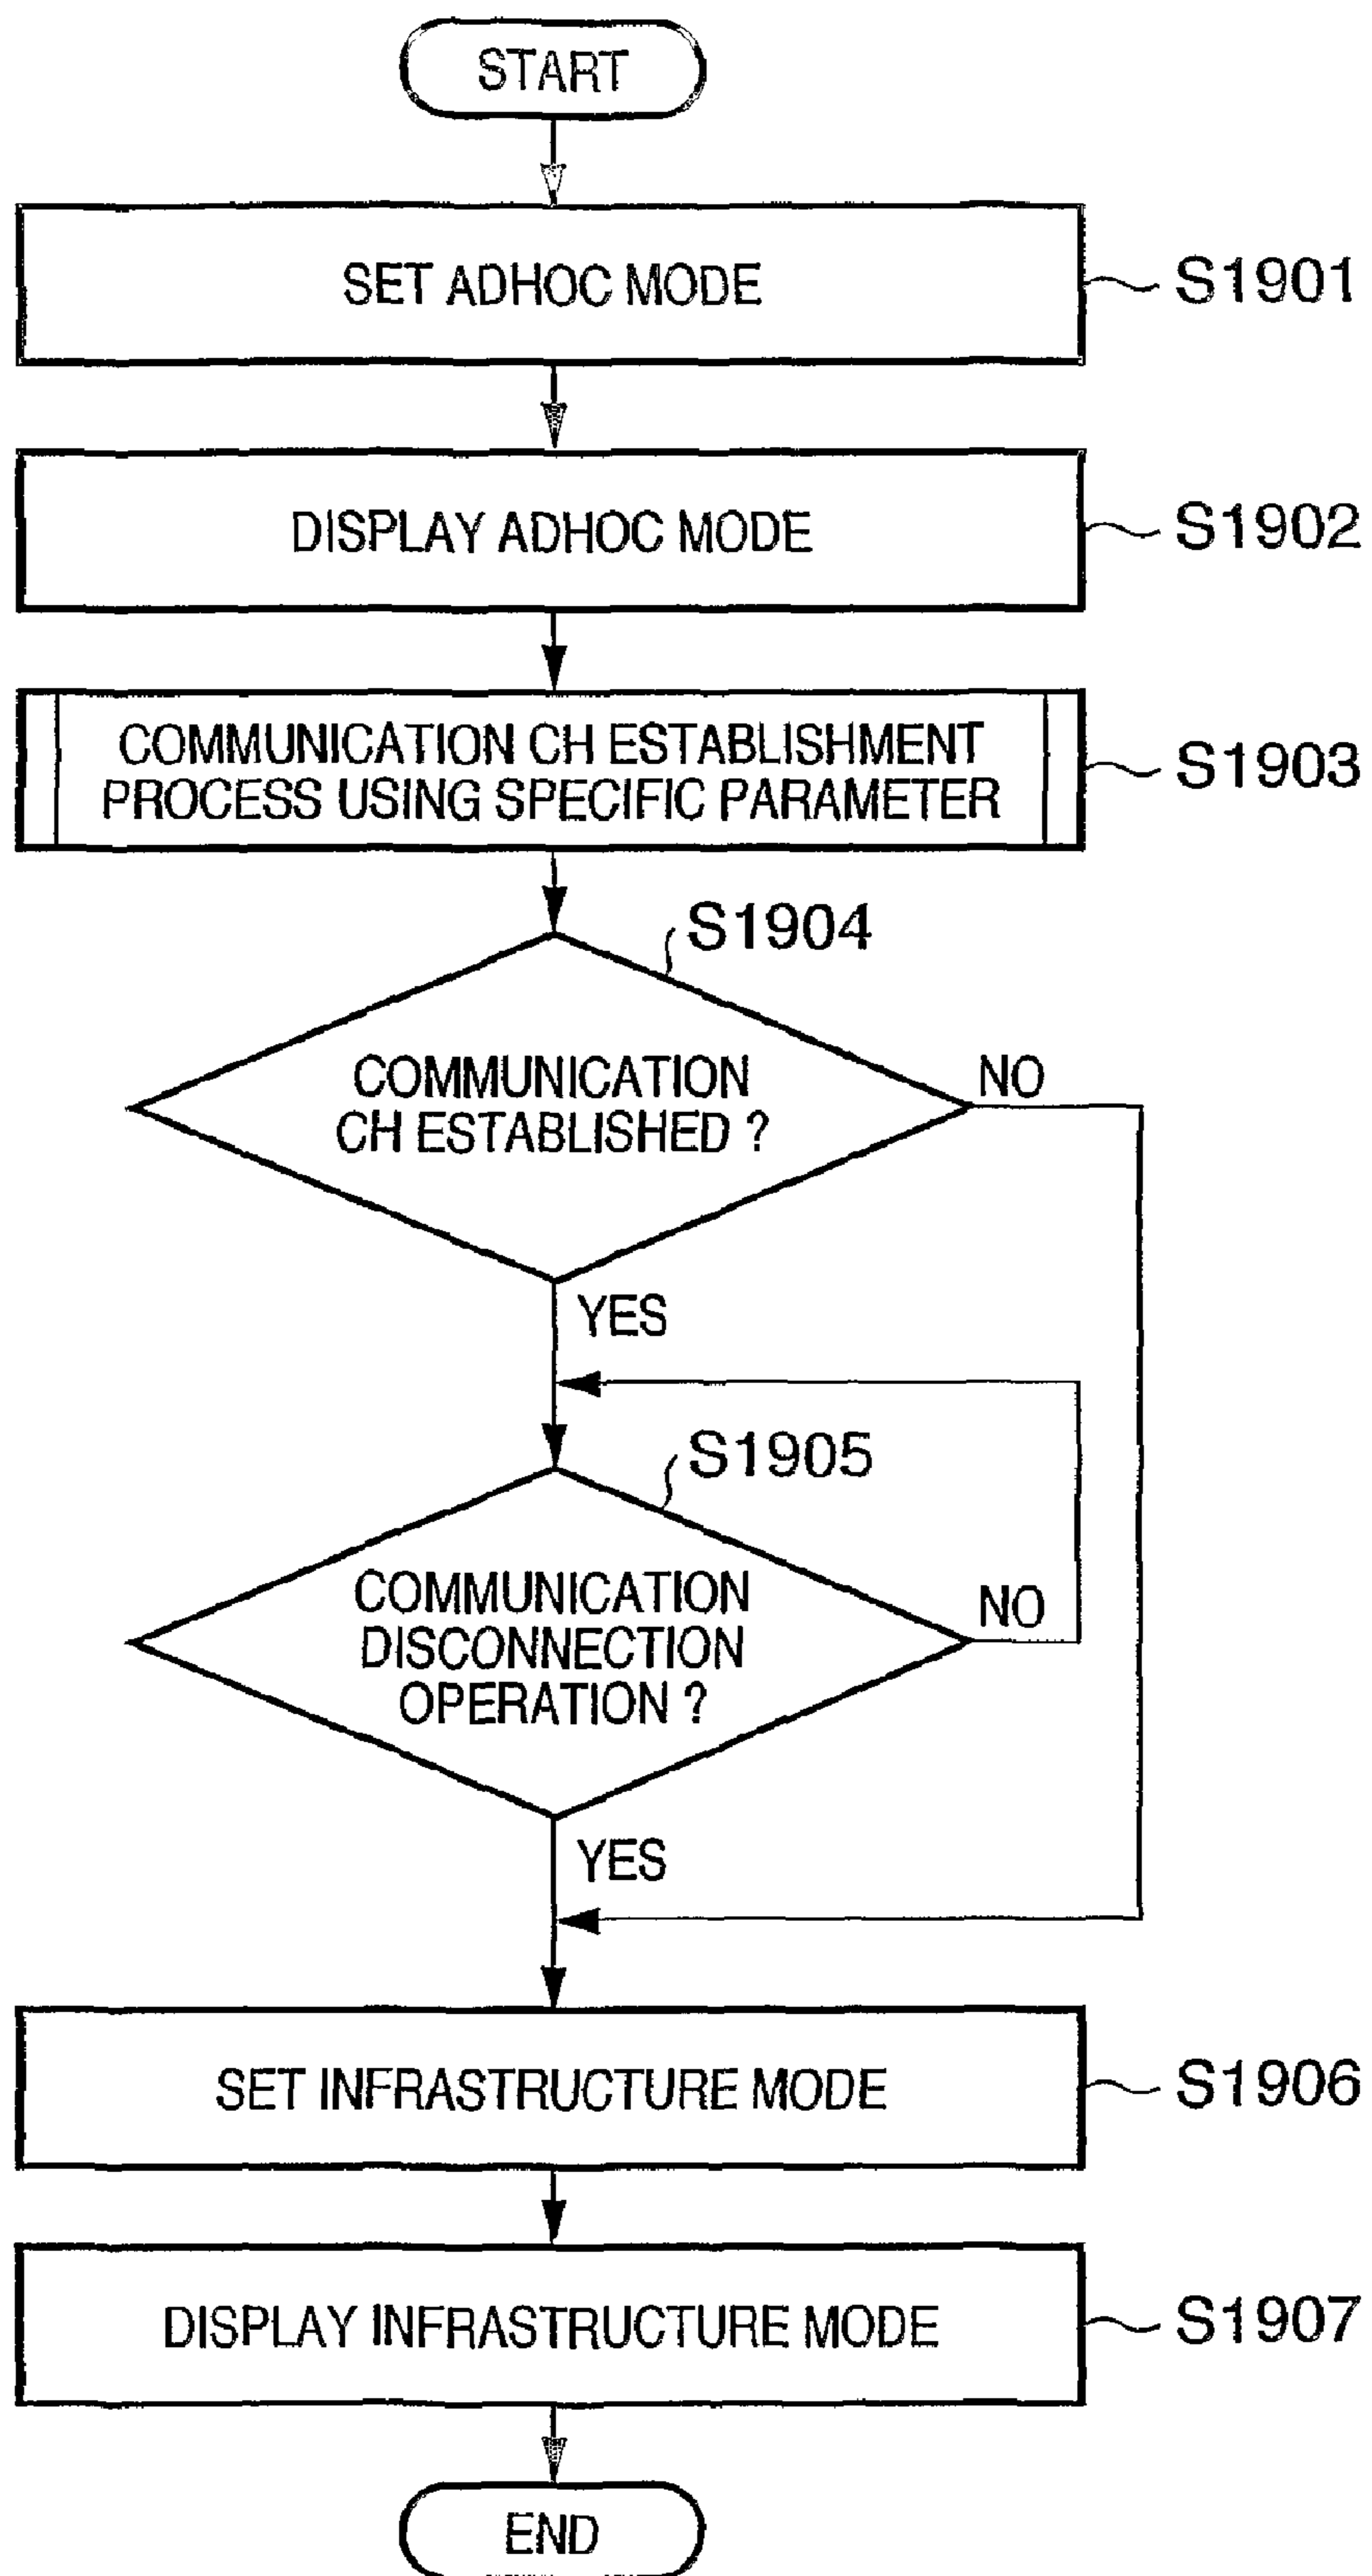 START
SET ADHOC MODE
S1901
DISPLAY ADHOC MODE
S1902
COMMUNICATION CH ESTABLISHMENT
PROCESS USING SPECIFIC PARAMETER
S1903
S1904
COMMUNICATION
CH ESTABLISHED ?
NO
YES
S1905
COMMUNICATION
DISCONNECTION
OPERATION ?
NO
YES
SET INFRASTRUCTURE MODE
S1906
DISPLAY INFRASTRUCTURE MODE
S1907
END